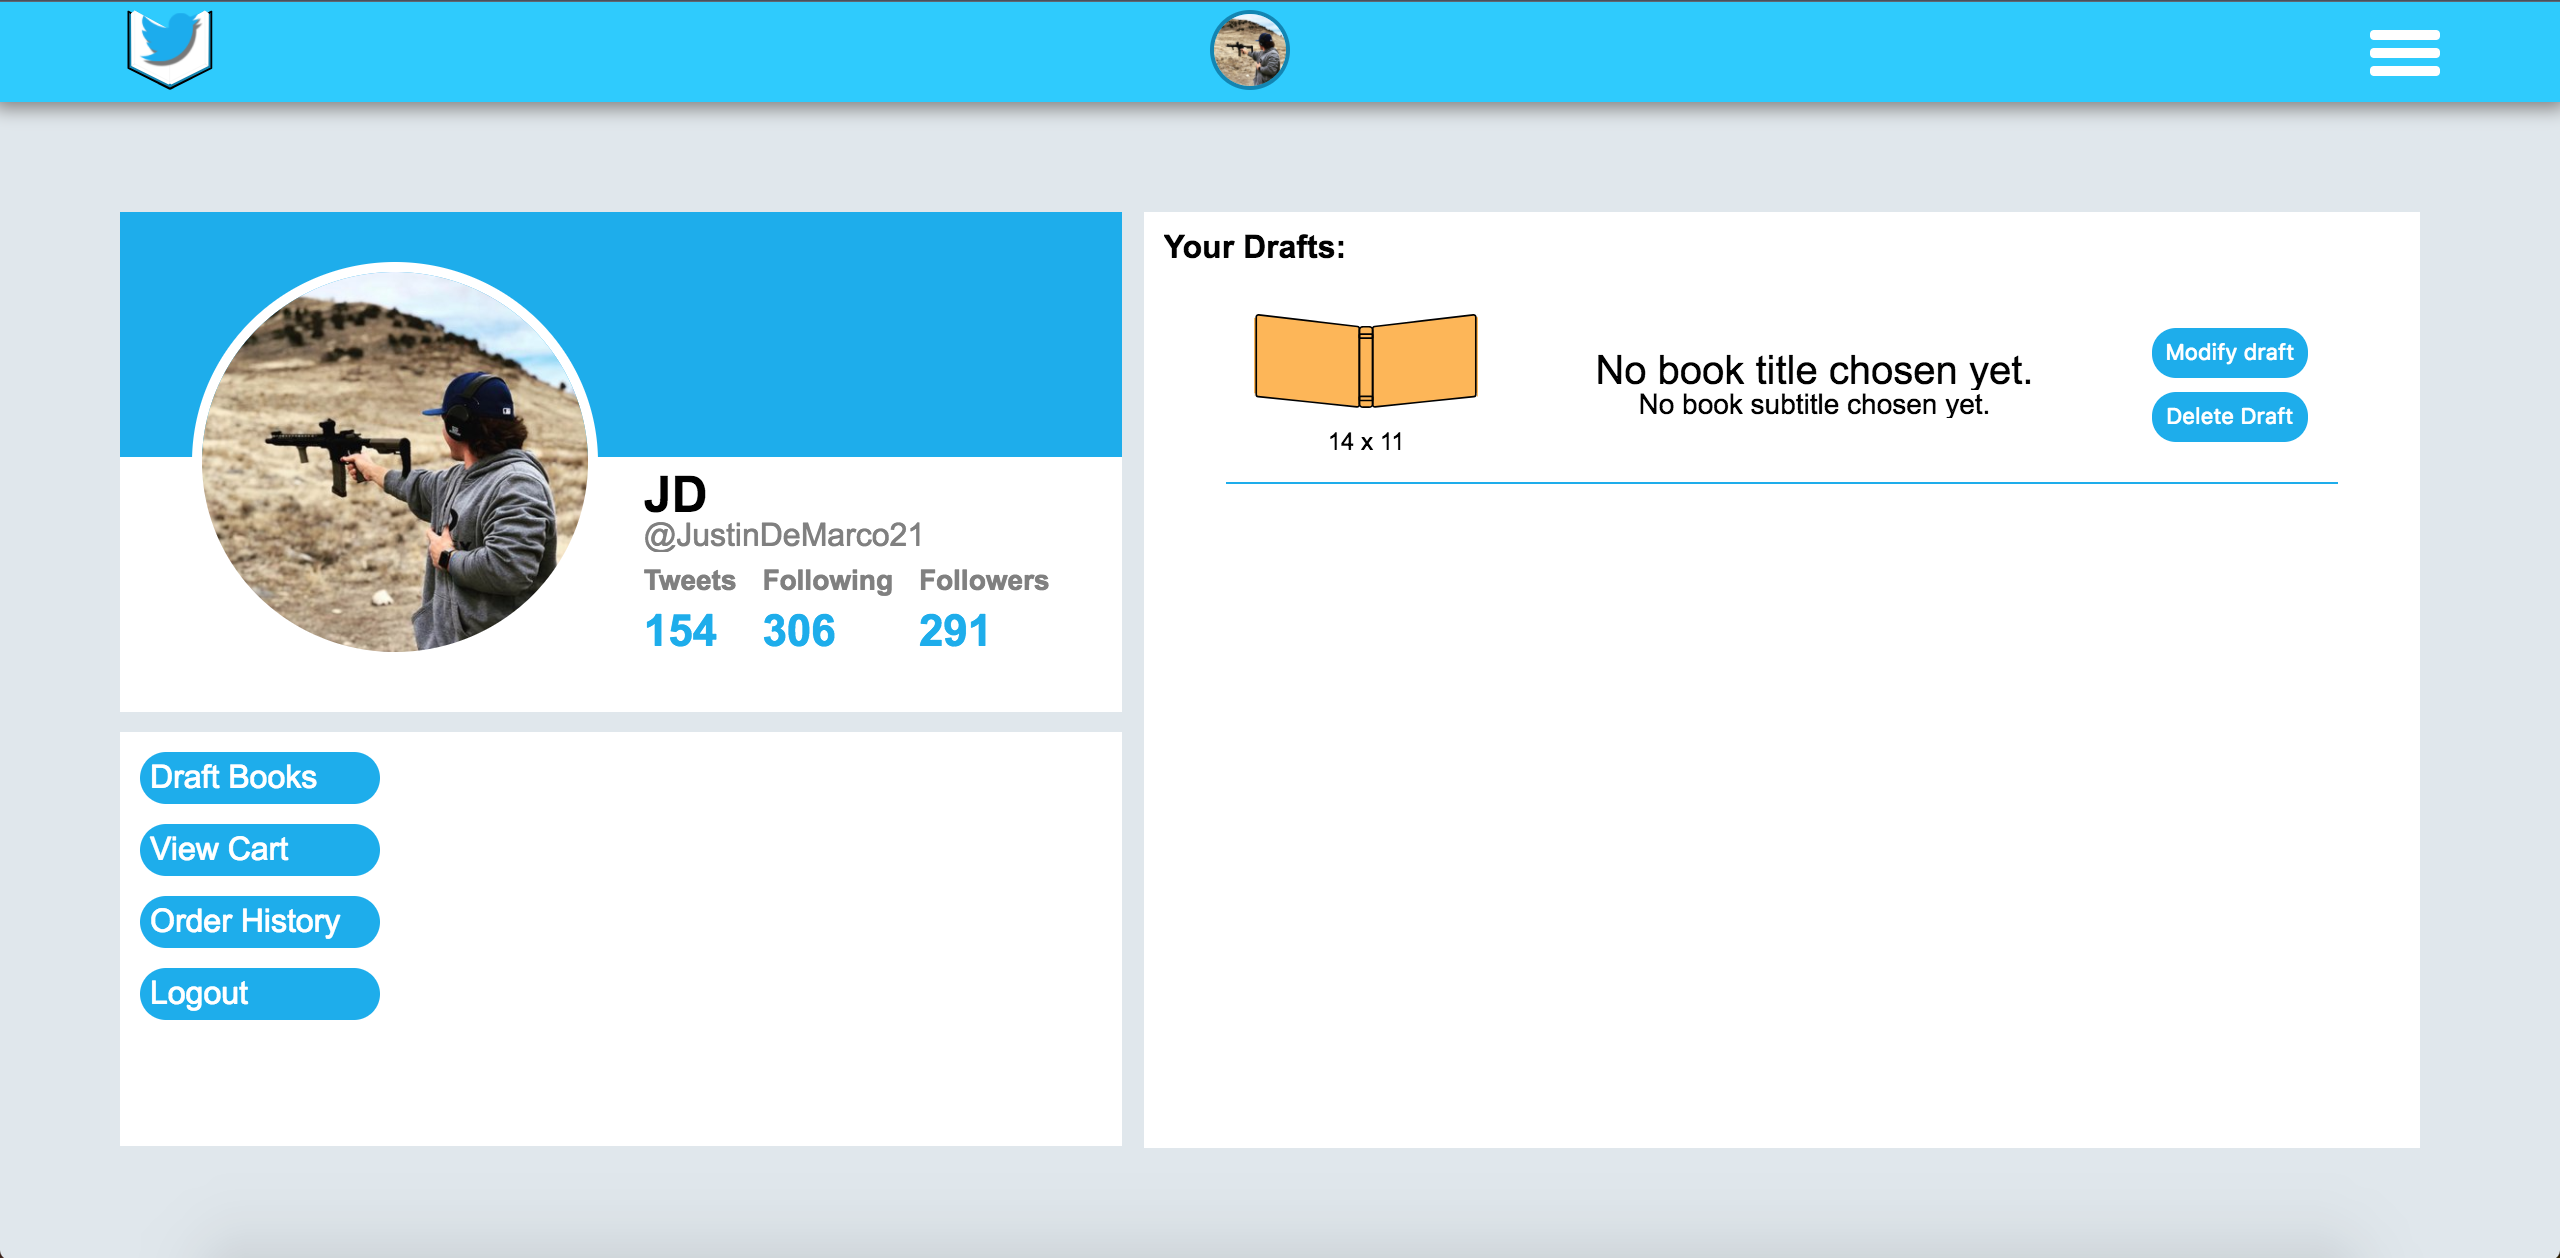 JD
@JustinDeMarco21
Tweets Following Followers
154 306 291
Draft Books
View Cart
Order History
Logout
Your Drafts:
14 x 11
No book title chosen yet.
No book subtitle chosen yet.
Modify draft
Delete Draft